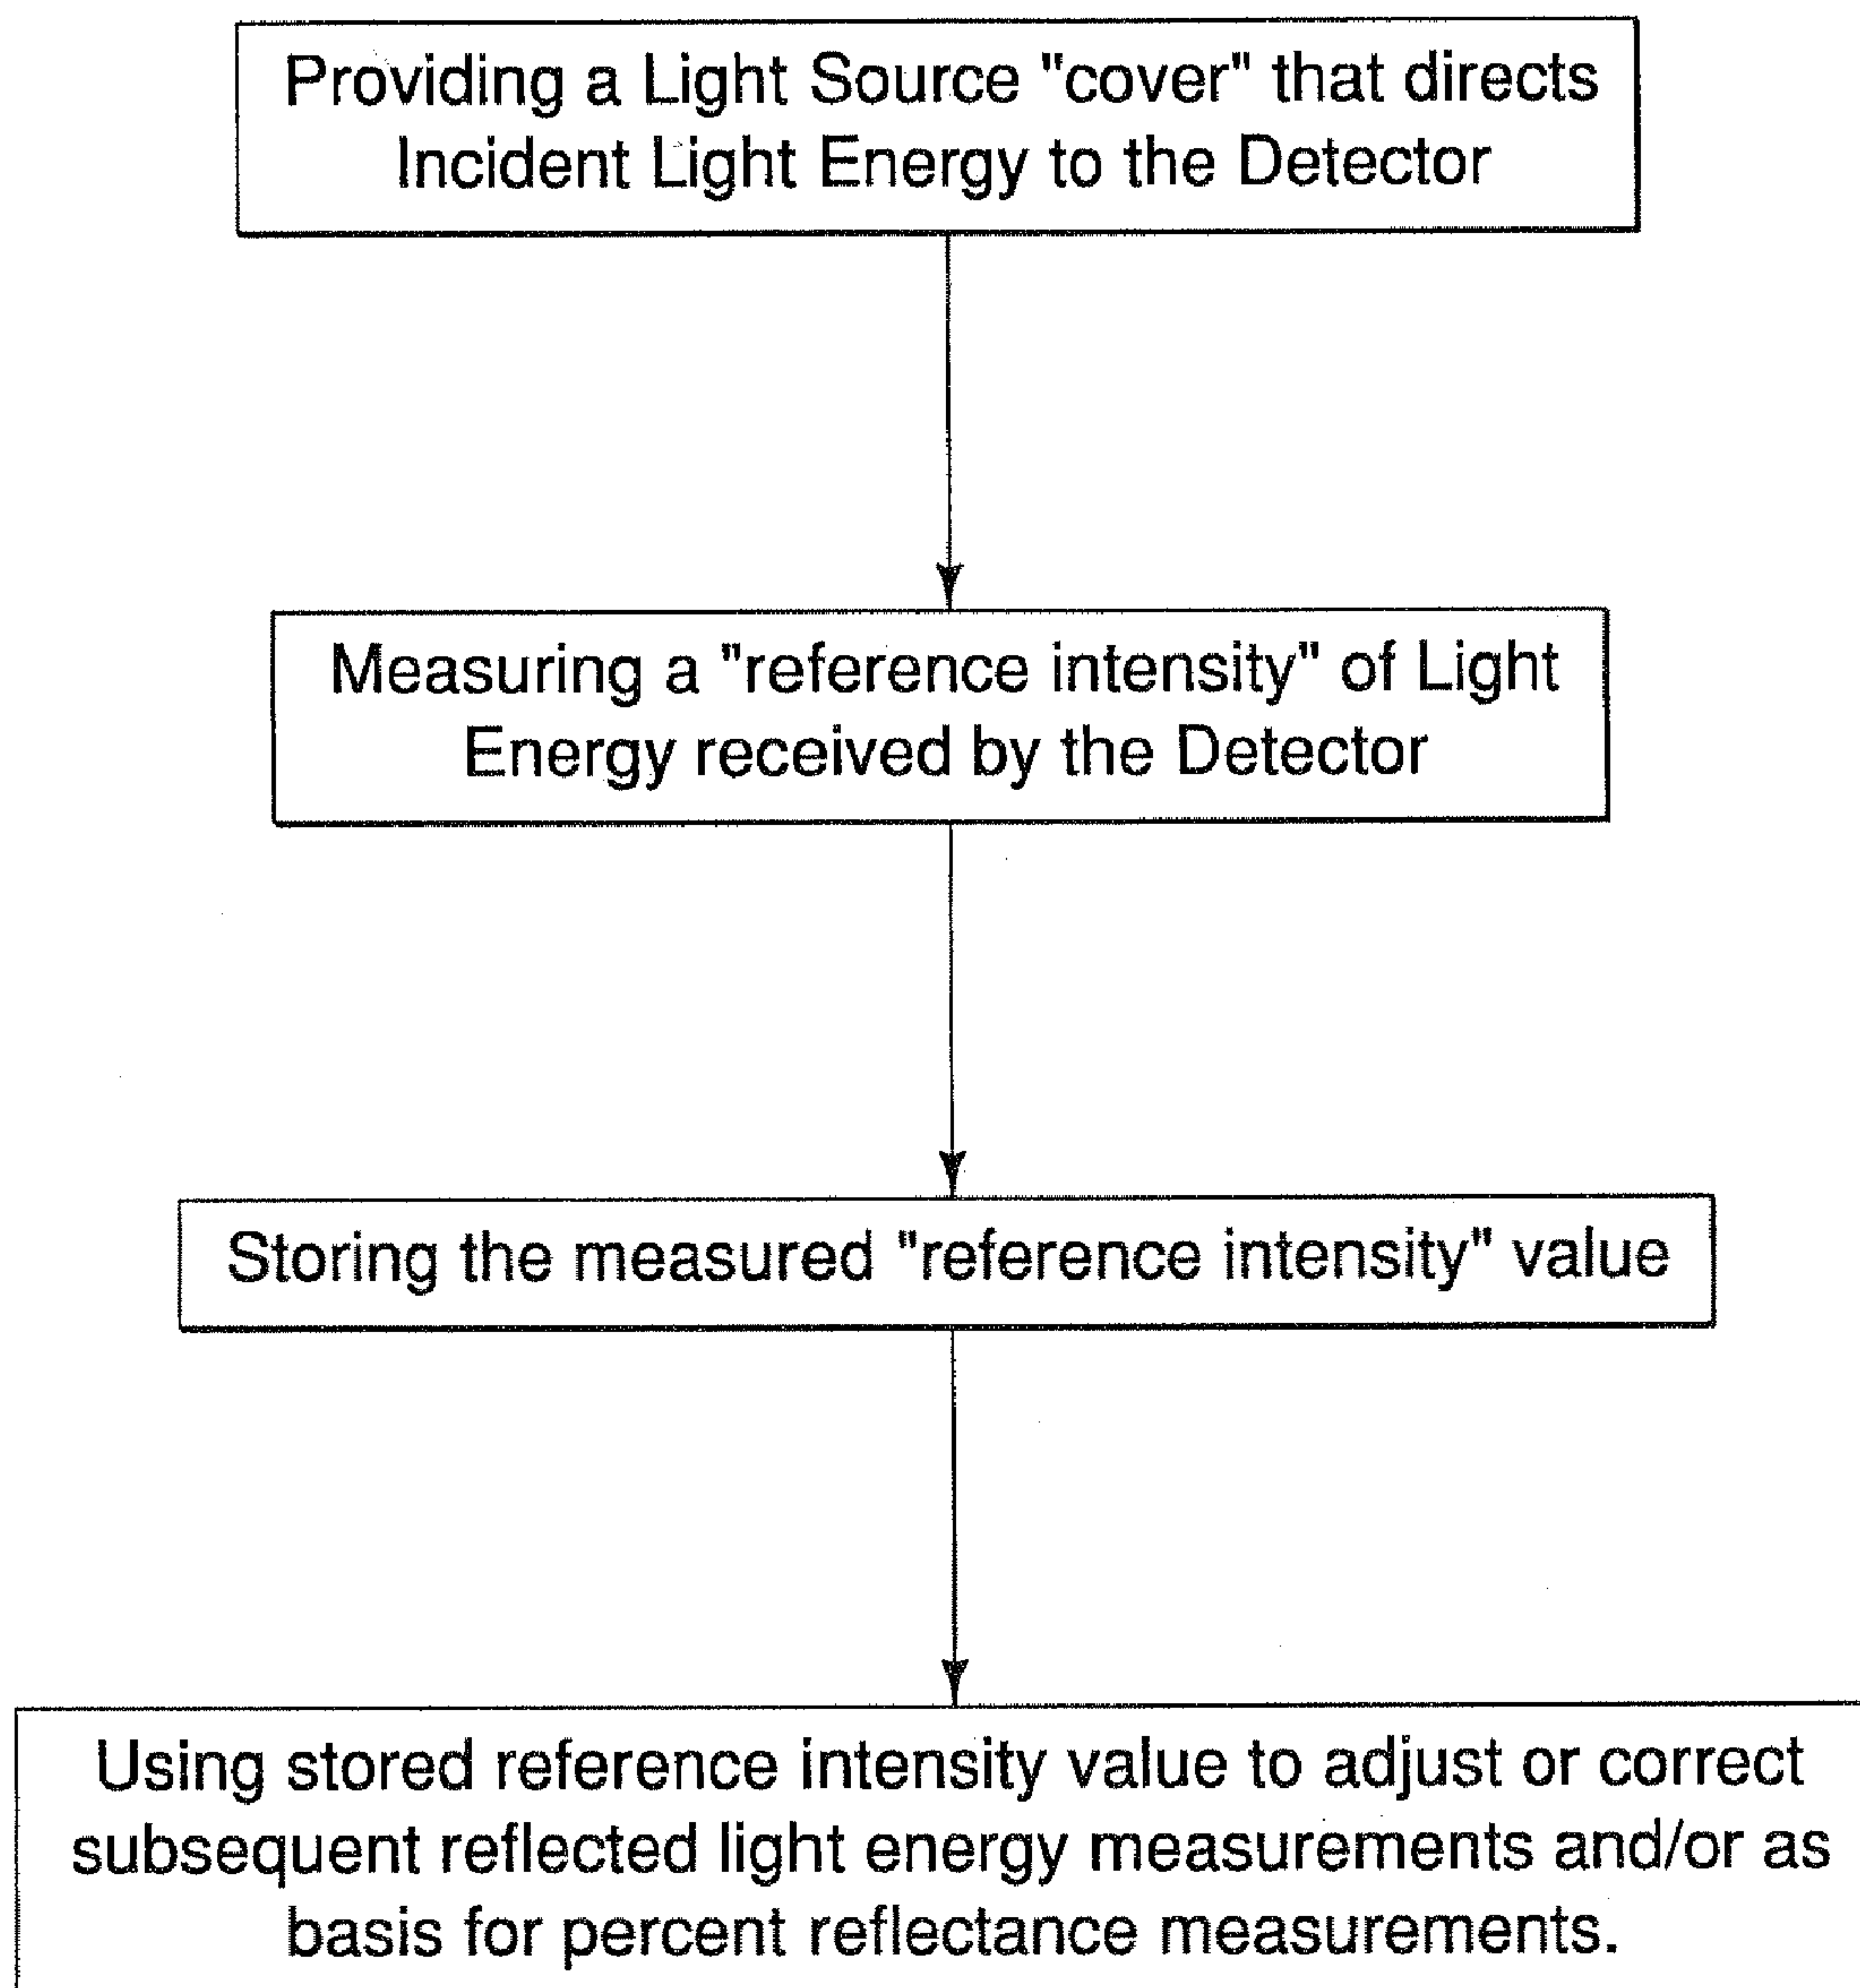 Providing a Light Source "cover" that directs
Incident Light Energy to the Detector
Measuring a "reference intensity" of Light
Energy received by the Detector
Storing the measured "reference intensity" value
Using stored reference intensity value to adjust or correct
subsequent reflected light energy measurements and/or as
basis for percent reflectance measurements.